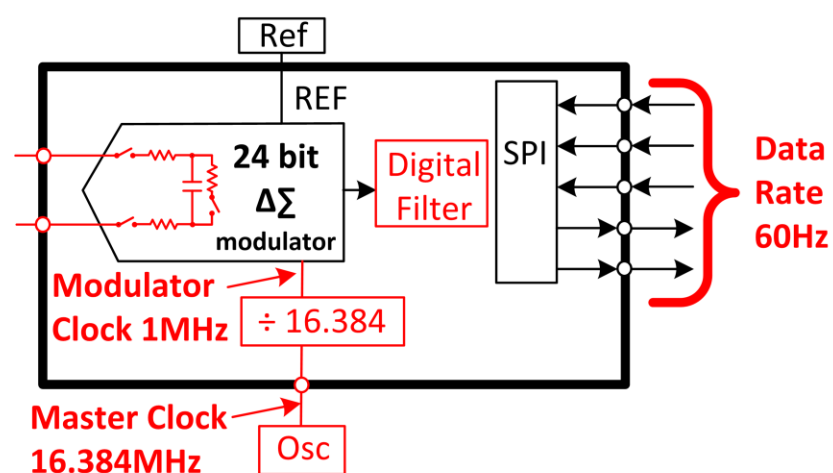 Ref
REF
24 bit
ΔΣ
modulator
Digital
Filter
SPI
Data
Rate
60Hz
Modulator
Clock 1MHz
÷ 16.384
Master Clock
16.384MHz
Osc